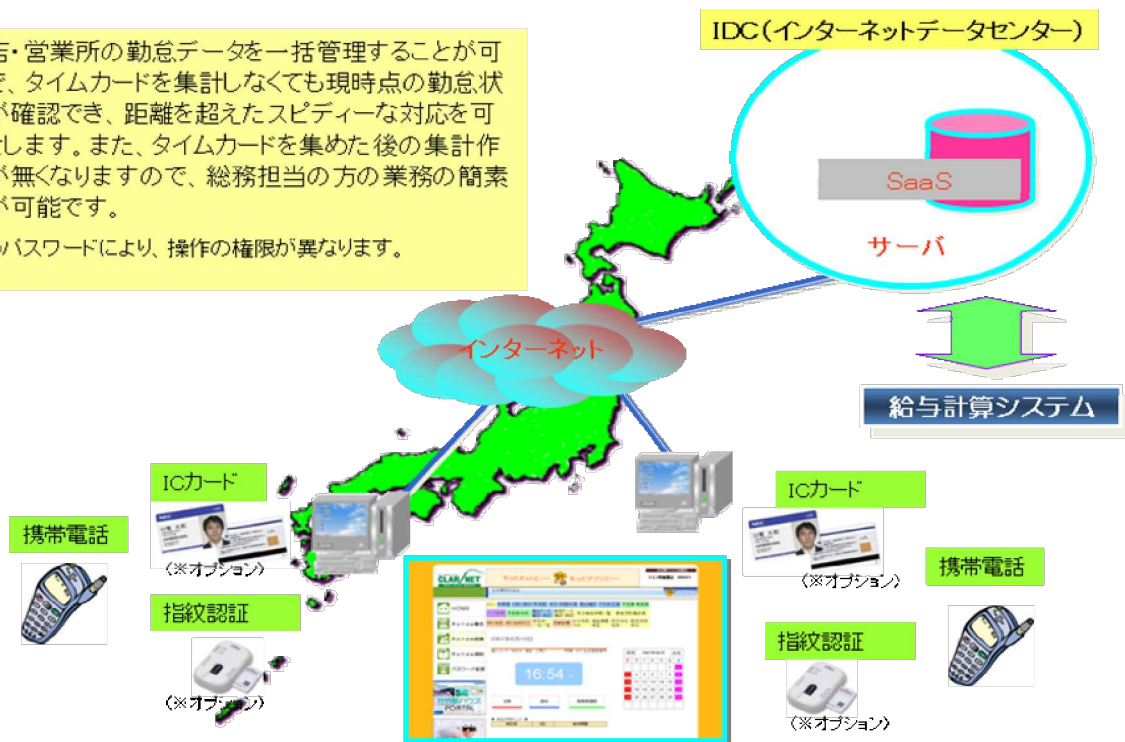 IDC(インターネットデータセンター)
店・営業所の勤怠データを一括管理することが可
で、タイムカードを集計しなくても現時点の勤怠状
が確認でき、距離を超えたスピディーな対応を可
します。また、タイムカードを集めた後の集計作
が無くなりますので、総務担当の方の業務の簡素
が可能です。
パスワードにより、操作の権限が異なります。
SaaS
サーバ
インターネット
給与計算システム
ICカード
(※オプション)
携帯電話
指紋認証
(※オプション)
ICカード
(※オプション)
携帯電話
指紋認証
(※オプション)
CLAR/NET
HOME
16:54
PORTAL